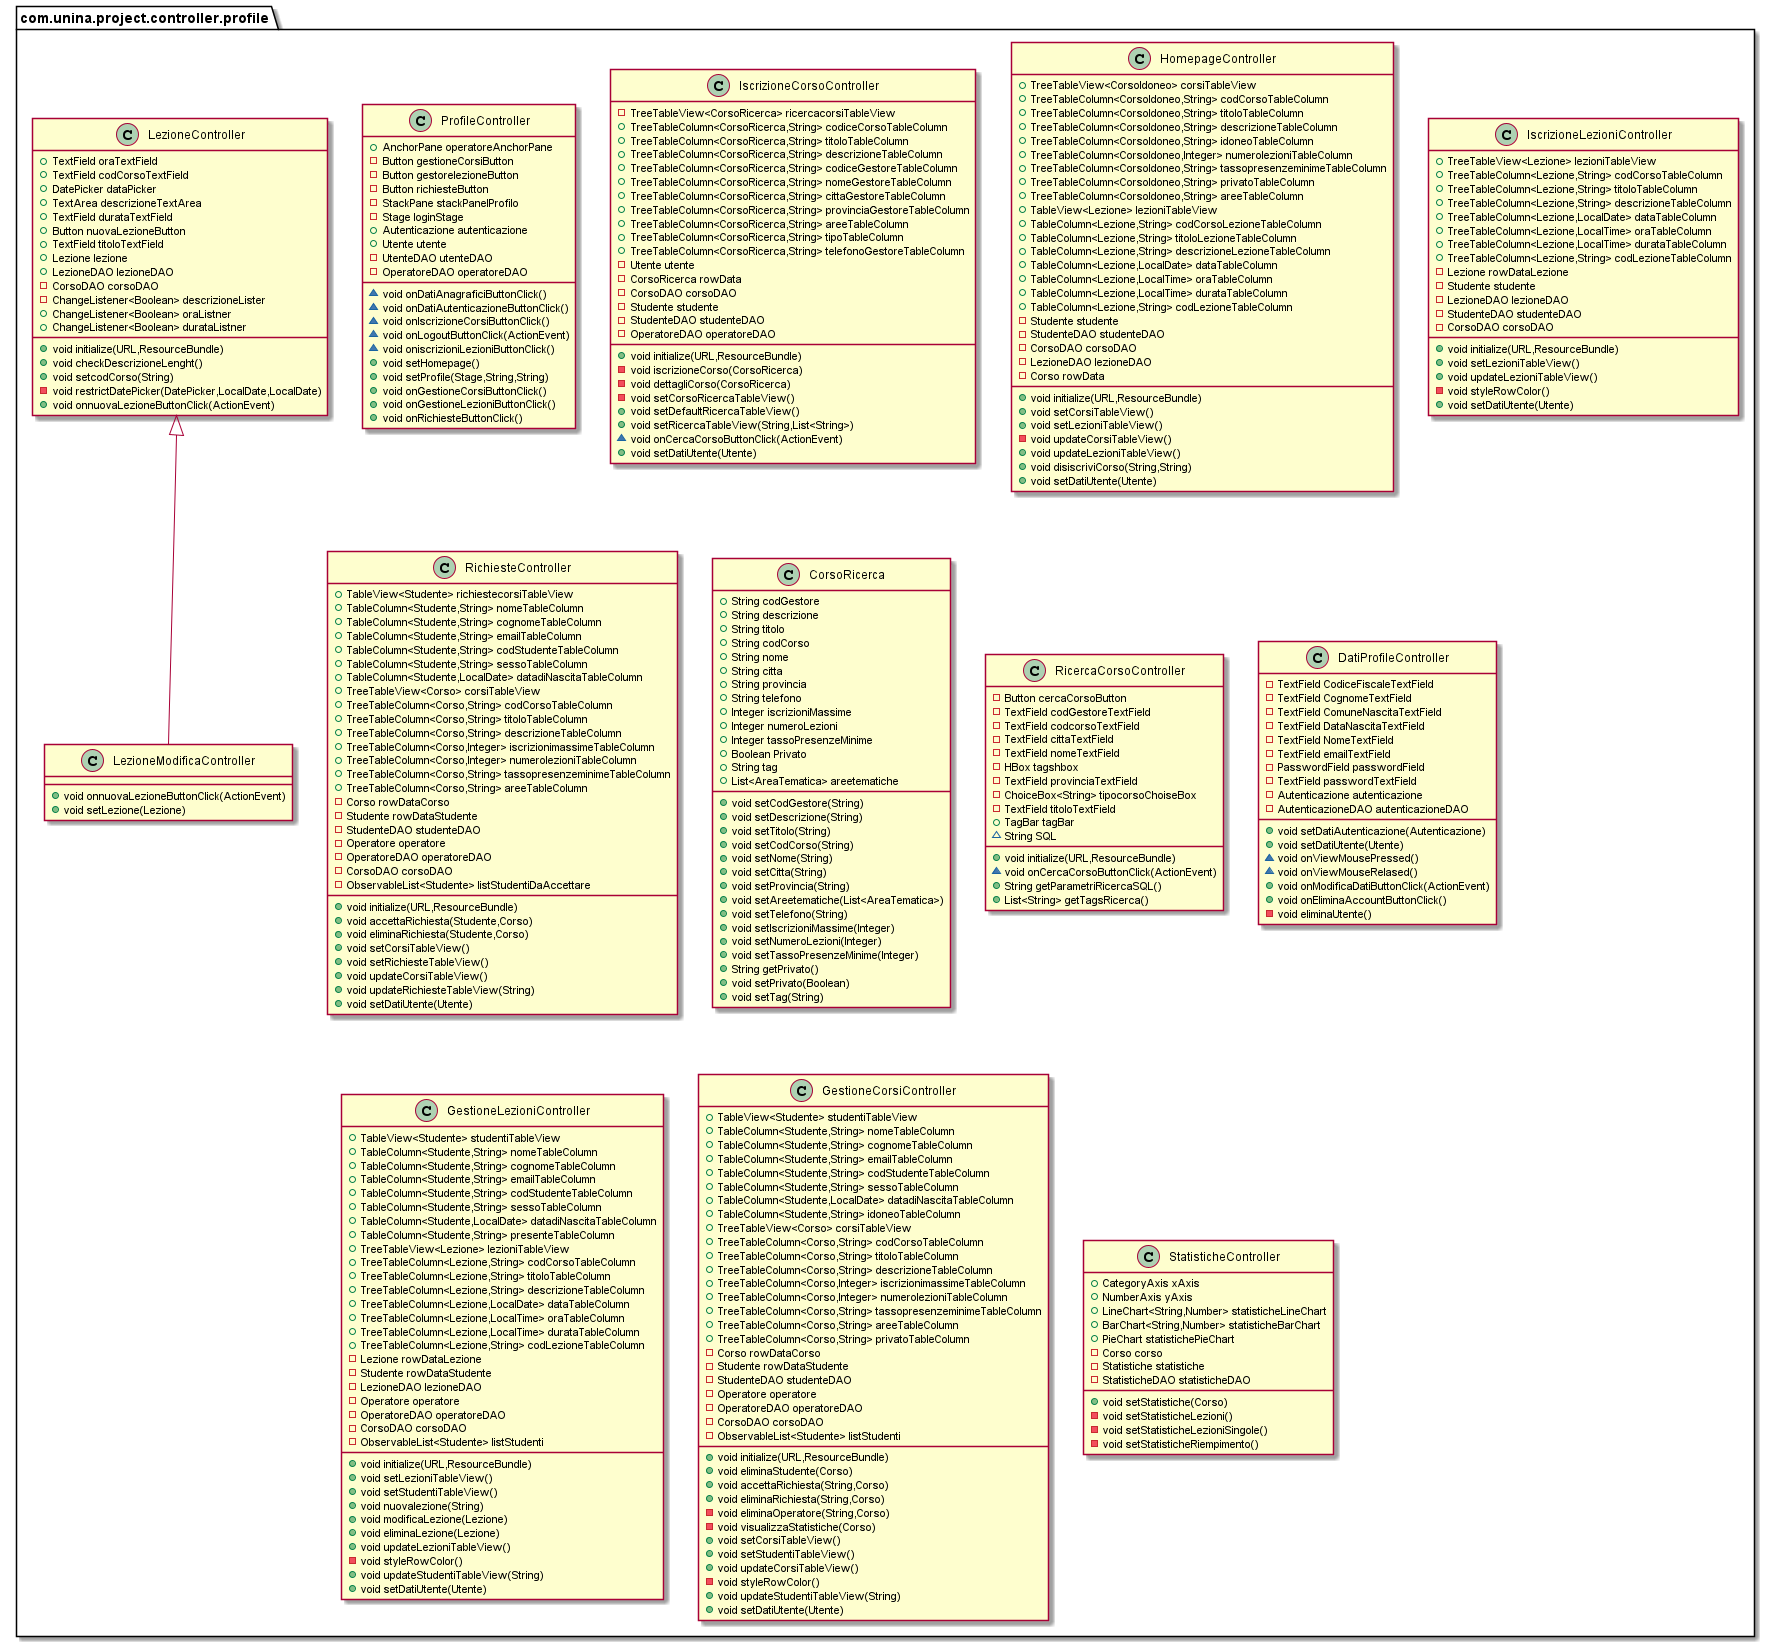 com.unina.project.controller.profile
LezioneController
TextField oraTextField
TextField codCorsoTextField
DatePicker dataPicker
TextArea descrizioneTextArea
TextField durataTextField
Button nuovaLezioneButton
TextField titoloTextField
Lezione lezione
LezioneDAO lezioneDAO
CorsoDAO corsoDAO
ChangeListener<Boolean> descrizioneLister
ChangeListener<Boolean> oraListner
ChangeListener<Boolean> durataListner
void initialize(URL,ResourceBundle)
void checkDescrizioneLenght()
void setcodCorso(String)
void restrictDatePicker(DatePicker,LocalDate,LocalDate)
void onnuovaLezioneButtonClick(ActionEvent)
ProfileController
AnchorPane operatoreAnchorPane
Button gestioneCorsiButton
Button gestorelezioneButton
Button richiesteButton
StackPane stackPanelProfilo
Stage loginStage
Autenticazione autenticazione
Utente utente
UtenteDAO utenteDAO
OperatoreDAO operatoreDAO
void onDatiAnagraficiButtonClick()
void onDatiAutenticazioneButtonClick()
void onIscrizioneCorsiButtonClick()
void onLogoutButtonClick(ActionEvent)
void oniscrizioniLezioniButtonClick()
void setHomepage()
void setProfile(Stage,String,String)
void onGestioneCorsiButtonClick()
void onGestioneLezioniButtonClick()
void onRichiesteButtonClick()
IscrizioneCorsoController
TreeTableView<CorsoRicerca> ricercacorsiTableView
TreeTableColumn<CorsoRicerca,String> codiceCorsoTableColumn
TreeTableColumn<CorsoRicerca,String> titoloTableColumn
TreeTableColumn<CorsoRicerca,String> descrizioneTableColumn
TreeTableColumn<CorsoRicerca,String> codiceGestoreTableColumn
TreeTableColumn<CorsoRicerca,String> nomeGestoreTableColumn
TreeTableColumn<CorsoRicerca,String> cittaGestoreTableColumn
TreeTableColumn<CorsoRicerca,String> provinciaGestoreTableColumn
TreeTableColumn<CorsoRicerca,String> areeTableColumn
TreeTableColumn<CorsoRicerca,String> tipoTableColumn
TreeTableColumn<CorsoRicerca,String> telefonoGestoreTableColumn
Utente utente
CorsoRicerca rowData
CorsoDAO corsoDAO
Studente studente
StudenteDAO studenteDAO
OperatoreDAO operatoreDAO
void initialize(URL,ResourceBundle)
void iscrizioneCorso(CorsoRicerca)
void dettagliCorso(CorsoRicerca)
void setCorsoRicercaTableView()
void setDefaultRicercaTableView()
void setRicercaTableView(String,List<String>)
void onCercaCorsoButtonClick(ActionEvent)
void setDatiUtente(Utente)
HomepageController
TreeTableView<CorsoIdoneo> corsiTableView
TreeTableColumn<CorsoIdoneo,String> codCorsoTableColumn
TreeTableColumn<CorsoIdoneo,String> titoloTableColumn
TreeTableColumn<CorsoIdoneo,String> descrizioneTableColumn
TreeTableColumn<CorsoIdoneo,String> idoneoTableColumn
TreeTableColumn<CorsoIdoneo,Integer> numerolezioniTableColumn
TreeTableColumn<CorsoIdoneo,String> tassopresenzeminimeTableColumn
TreeTableColumn<CorsoIdoneo,String> privatoTableColumn
TreeTableColumn<CorsoIdoneo,String> areeTableColumn
TableView<Lezione> lezioniTableView
TableColumn<Lezione,String> codCorsoLezioneTableColumn
TableColumn<Lezione,String> titoloLezioneTableColumn
TableColumn<Lezione,String> descrizioneLezioneTableColumn
TableColumn<Lezione,LocalDate> dataTableColumn
TableColumn<Lezione,LocalTime> oraTableColumn
TableColumn<Lezione,LocalTime> durataTableColumn
TableColumn<Lezione,String> codLezioneTableColumn
Studente studente
StudenteDAO studenteDAO
CorsoDAO corsoDAO
LezioneDAO lezioneDAO
Corso rowData
void initialize(URL,ResourceBundle)
void setCorsiTableView()
void setLezioniTableView()
void updateCorsiTableView()
void updateLezioniTableView()
void disiscriviCorso(String,String)
void setDatiUtente(Utente)
IscrizioneLezioniController
TreeTableView<Lezione> lezioniTableView
TreeTableColumn<Lezione,String> codCorsoTableColumn
TreeTableColumn<Lezione,String> titoloTableColumn
TreeTableColumn<Lezione,String> descrizioneTableColumn
TreeTableColumn<Lezione,LocalDate> dataTableColumn
TreeTableColumn<Lezione,LocalTime> oraTableColumn
TreeTableColumn<Lezione,LocalTime> durataTableColumn
TreeTableColumn<Lezione,String> codLezioneTableColumn
Lezione rowDataLezione
Studente studente
LezioneDAO lezioneDAO
StudenteDAO studenteDAO
CorsoDAO corsoDAO
void initialize(URL,ResourceBundle)
void setLezioniTableView()
void updateLezioniTableView()
void styleRowColor()
void setDatiUtente(Utente)
LezioneModificaController
void onnuovaLezioneButtonClick(ActionEvent)
void setLezione(Lezione)
RichiesteController
TableView<Studente> richiestecorsiTableView
TableColumn<Studente,String> nomeTableColumn
TableColumn<Studente,String> cognomeTableColumn
TableColumn<Studente,String> emailTableColumn
TableColumn<Studente,String> codStudenteTableColumn
TableColumn<Studente,String> sessoTableColumn
TableColumn<Studente,LocalDate> datadiNascitaTableColumn
TreeTableView<Corso> corsiTableView
TreeTableColumn<Corso,String> codCorsoTableColumn
TreeTableColumn<Corso,String> titoloTableColumn
TreeTableColumn<Corso,String> descrizioneTableColumn
TreeTableColumn<Corso,Integer> iscrizionimassimeTableColumn
TreeTableColumn<Corso,Integer> numerolezioniTableColumn
TreeTableColumn<Corso,String> tassopresenzeminimeTableColumn
TreeTableColumn<Corso,String> areeTableColumn
Corso rowDataCorso
Studente rowDataStudente
StudenteDAO studenteDAO
Operatore operatore
OperatoreDAO operatoreDAO
CorsoDAO corsoDAO
ObservableList<Studente> listStudentiDaAccettare
void initialize(URL,ResourceBundle)
void accettaRichiesta(Studente,Corso)
void eliminaRichiesta(Studente,Corso)
void setCorsiTableView()
void setRichiesteTableView()
void updateCorsiTableView()
void updateRichiesteTableView(String)
void setDatiUtente(Utente)
CorsoRicerca
String codGestore
String descrizione
String titolo
String codCorso
String nome
String citta
String provincia
String telefono
Integer iscrizioniMassime
Integer numeroLezioni
Integer tassoPresenzeMinime
Boolean Privato
String tag
List<AreaTematica> areetematiche
void setCodGestore(String)
void setDescrizione(String)
void setTitolo(String)
void setCodCorso(String)
void setNome(String)
void setCitta(String)
void setProvincia(String)
void setAreetematiche(List<AreaTematica>)
void setTelefono(String)
void setIscrizioniMassime(Integer)
void setNumeroLezioni(Integer)
void setTassoPresenzeMinime(Integer)
String getPrivato()
void setPrivato(Boolean)
void setTag(String)
RicercaCorsoController
Button cercaCorsoButton
TextField codGestoreTextField
TextField codcorsoTextField
TextField cittaTextField
TextField nomeTextField
HBox tagshbox
TextField provinciaTextField
ChoiceBox<String> tipocorsoChoiseBox
TextField titoloTextField
TagBar tagBar
String SQL
void initialize(URL,ResourceBundle)
void onCercaCorsoButtonClick(ActionEvent)
String getParametriRicercaSQL()
List<String> getTagsRicerca()
DatiProfileController
TextField CodiceFiscaleTextField
TextField CognomeTextField
TextField ComuneNascitaTextField
TextField DataNascitaTextField
TextField NomeTextField
TextField emailTextField
PasswordField passwordField
TextField passwordTextField
Autenticazione autenticazione
AutenticazioneDAO autenticazioneDAO
void setDatiAutenticazione(Autenticazione)
void setDatiUtente(Utente)
void onViewMousePressed()
void onViewMouseRelased()
void onModificaDatiButtonClick(ActionEvent)
void onEliminaAccountButtonClick()
void eliminaUtente()
GestioneLezioniController
TableView<Studente> studentiTableView
TableColumn<Studente,String> nomeTableColumn
TableColumn<Studente,String> cognomeTableColumn
TableColumn<Studente,String> emailTableColumn
TableColumn<Studente,String> codStudenteTableColumn
TableColumn<Studente,String> sessoTableColumn
TableColumn<Studente,LocalDate> datadiNascitaTableColumn
TableColumn<Studente,String> presenteTableColumn
TreeTableView<Lezione> lezioniTableView
TreeTableColumn<Lezione,String> codCorsoTableColumn
TreeTableColumn<Lezione,String> titoloTableColumn
TreeTableColumn<Lezione,String> descrizioneTableColumn
TreeTableColumn<Lezione,LocalDate> dataTableColumn
TreeTableColumn<Lezione,LocalTime> oraTableColumn
TreeTableColumn<Lezione,LocalTime> durataTableColumn
TreeTableColumn<Lezione,String> codLezioneTableColumn
Lezione rowDataLezione
Studente rowDataStudente
LezioneDAO lezioneDAO
Operatore operatore
OperatoreDAO operatoreDAO
CorsoDAO corsoDAO
ObservableList<Studente> listStudenti
void initialize(URL,ResourceBundle)
void setLezioniTableView()
void setStudentiTableView()
void nuovalezione(String)
void modificaLezione(Lezione)
void eliminaLezione(Lezione)
void updateLezioniTableView()
void styleRowColor()
void updateStudentiTableView(String)
void setDatiUtente(Utente)
GestioneCorsiController
TableView<Studente> studentiTableView
TableColumn<Studente,String> nomeTableColumn
TableColumn<Studente,String> cognomeTableColumn
TableColumn<Studente,String> emailTableColumn
TableColumn<Studente,String> codStudenteTableColumn
TableColumn<Studente,String> sessoTableColumn
TableColumn<Studente,LocalDate> datadiNascitaTableColumn
TableColumn<Studente,String> idoneoTableColumn
TreeTableView<Corso> corsiTableView
TreeTableColumn<Corso,String> codCorsoTableColumn
TreeTableColumn<Corso,String> titoloTableColumn
TreeTableColumn<Corso,String> descrizioneTableColumn
TreeTableColumn<Corso,Integer> iscrizionimassimeTableColumn
TreeTableColumn<Corso,Integer> numerolezioniTableColumn
TreeTableColumn<Corso,String> tassopresenzeminimeTableColumn
TreeTableColumn<Corso,String> areeTableColumn
TreeTableColumn<Corso,String> privatoTableColumn
Corso rowDataCorso
Studente rowDataStudente
StudenteDAO studenteDAO
Operatore operatore
OperatoreDAO operatoreDAO
CorsoDAO corsoDAO
ObservableList<Studente> listStudenti
void initialize(URL,ResourceBundle)
void eliminaStudente(Corso)
void accettaRichiesta(String,Corso)
void eliminaRichiesta(String,Corso)
void eliminaOperatore(String,Corso)
void visualizzaStatistiche(Corso)
void setCorsiTableView()
void setStudentiTableView()
void updateCorsiTableView()
void styleRowColor()
void updateStudentiTableView(String)
void setDatiUtente(Utente)
StatisticheController
CategoryAxis xAxis
NumberAxis yAxis
LineChart<String,Number> statisticheLineChart
BarChart<String,Number> statisticheBarChart
PieChart statistichePieChart
Corso corso
Statistiche statistiche
StatisticheDAO statisticheDAO
void setStatistiche(Corso)
void setStatisticheLezioni()
void setStatisticheLezioniSingole()
void setStatisticheRiempimento()